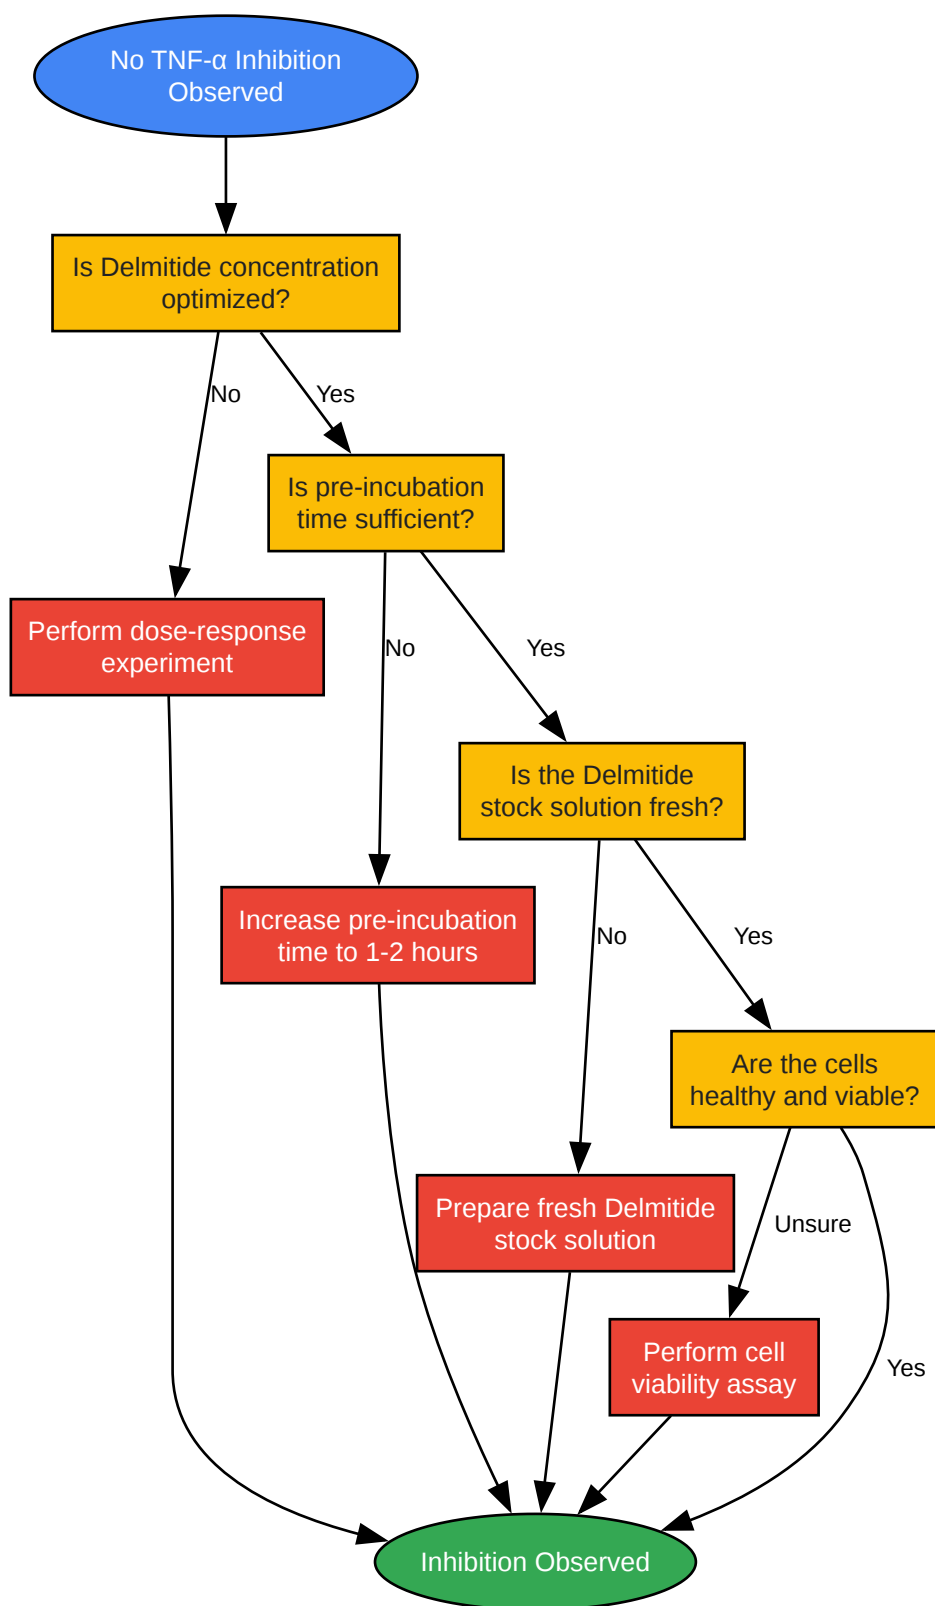 No TNF-α Inhibition
Observed
Is Delmitide concentration
optimized?
No
Yes
Is pre-incubation
time sufficient?
Perform dose-response
experiment
No
Yes
Is the Delmitide
stock solution fresh?
Increase pre-incubation
time to 1-2 hours
No
Yes
Are the cells
healthy and viable?
Prepare fresh Delmitide
stock solution
Unsure
Perform cell
viability assay
Yes
Inhibition Observed